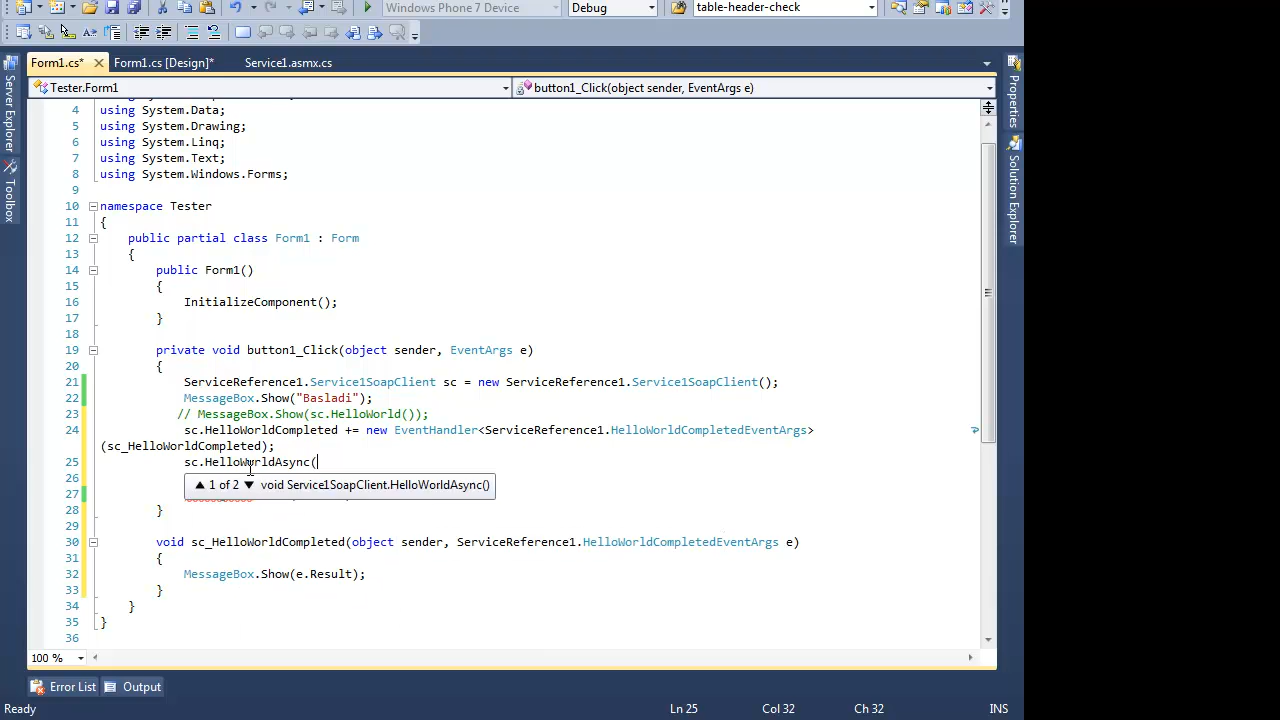 Windows Phone 7 Device
Debug
table-header-check
Form1.cs*
Form1.cs [Design]*
Service1.asmx.cs
Tester.Form1
button1_Click(object sender, EventArgs e)
Server Explorer
Toolbox
Properties
Solution Explorer
4 using System.Data;
5 using System.Drawing;
6 using System.Linq;
7 using System.Text;
8 using System.Windows.Forms;
9
10 namespace Tester
11 {
12 public partial class Form1 : Form
13 {
14 public Form1()
15 {
16 InitializeComponent();
17 }
18
19 private void button1_Click(object sender, EventArgs e)
20 {
21 ServiceReference1.Service1SoapClient sc = new ServiceReference1.Service1SoapClient();
22 MessageBox.Show("Basladi");
23 // MessageBox.Show(sc.HelloWorld());
24 sc.HelloWorldCompleted += new EventHandler<ServiceReference1.HelloWorldCompletedEventArgs>
(sc_HelloWorldCompleted);
25 sc.HelloWorldAsync(
26
1 of 2 void Service1SoapClient.HelloWorldAsync()
27
28 }
29
30 void sc_HelloWorldCompleted(object sender, ServiceReference1.HelloWorldCompletedEventArgs e)
31 {
32 MessageBox.Show(e.Result);
33 }
34 }
35 }
36
100 %
Error List
Output
Ready
Ln 25
Col 32
Ch 32
INS